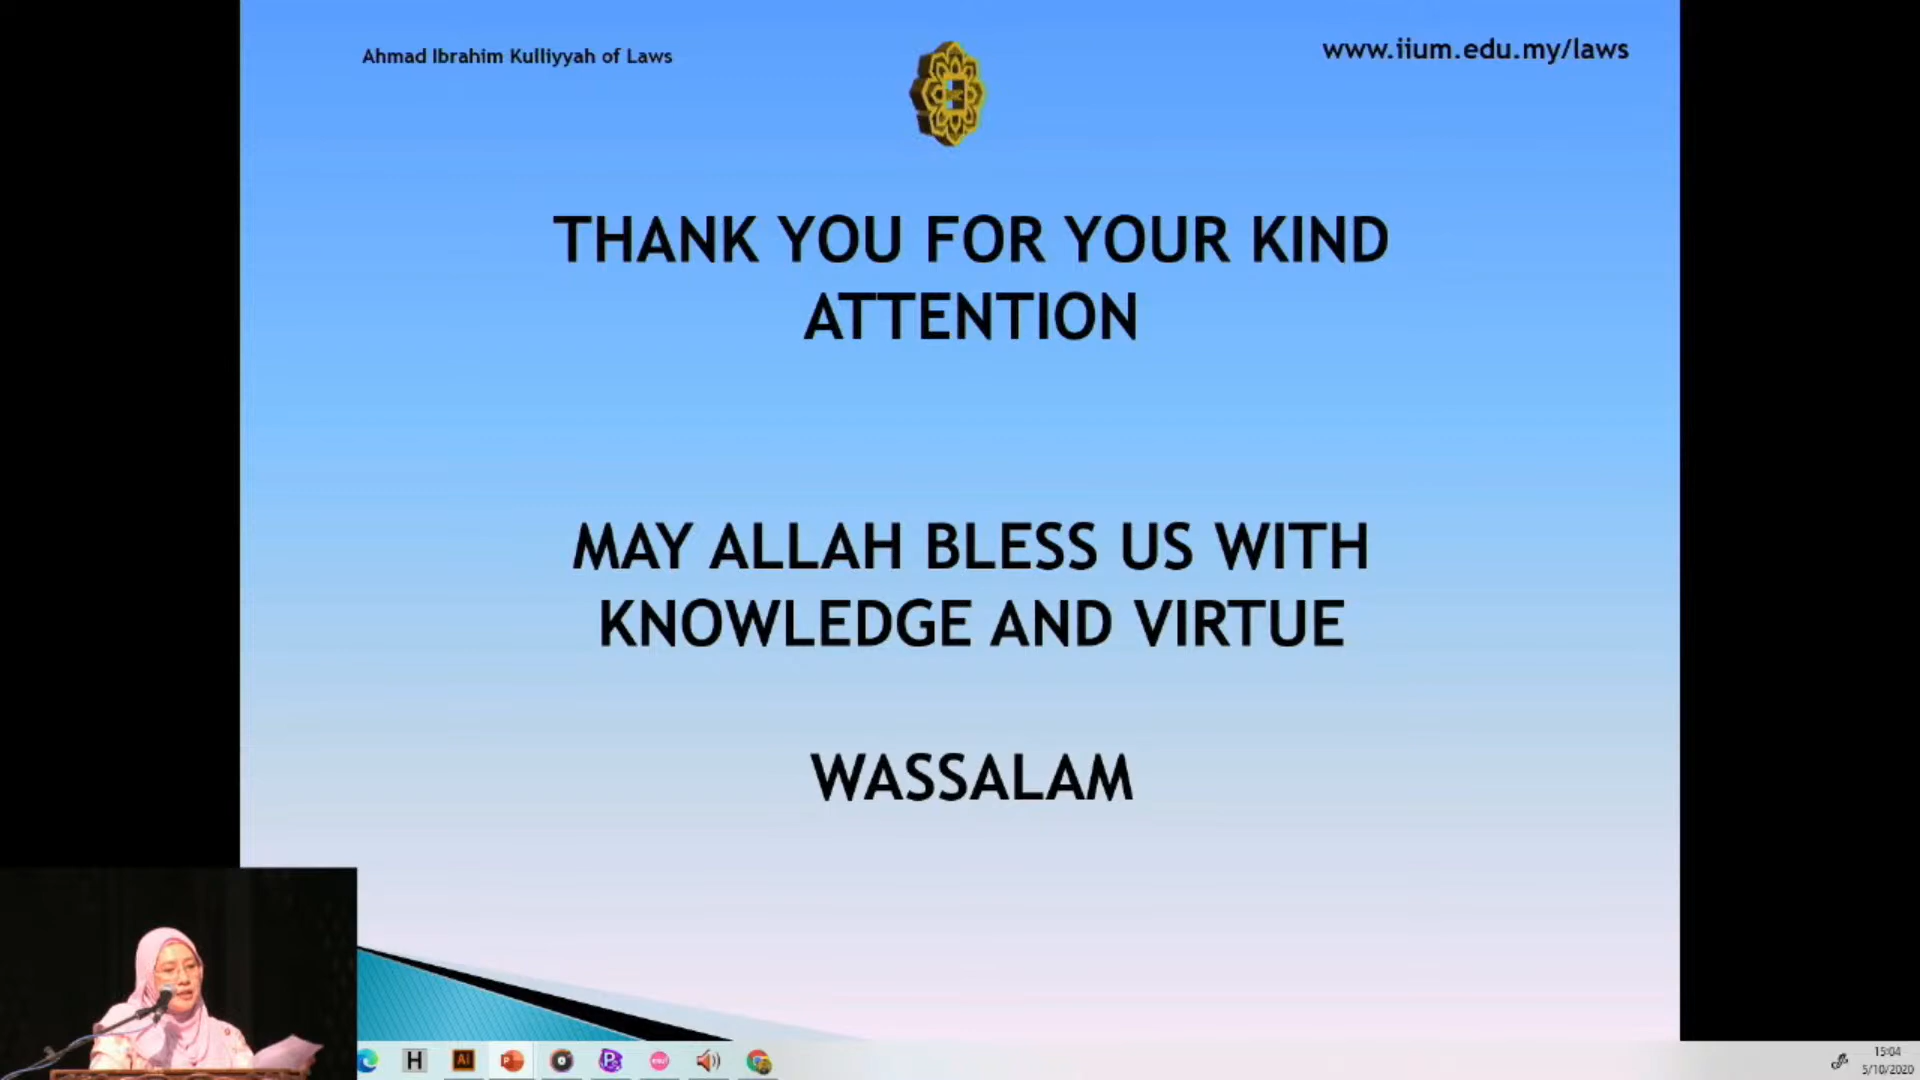 Ahmad Ibrahim Kulliyyah of Laws
www.iium.edu.my/laws
THANK YOU FOR YOUR KIND
ATTENTION
MAY ALLAH BLESS US WITH
KNOWLEDGE AND VIRTUE
WASSALAM
H
Ai
P
P
15:04
5/10/2020